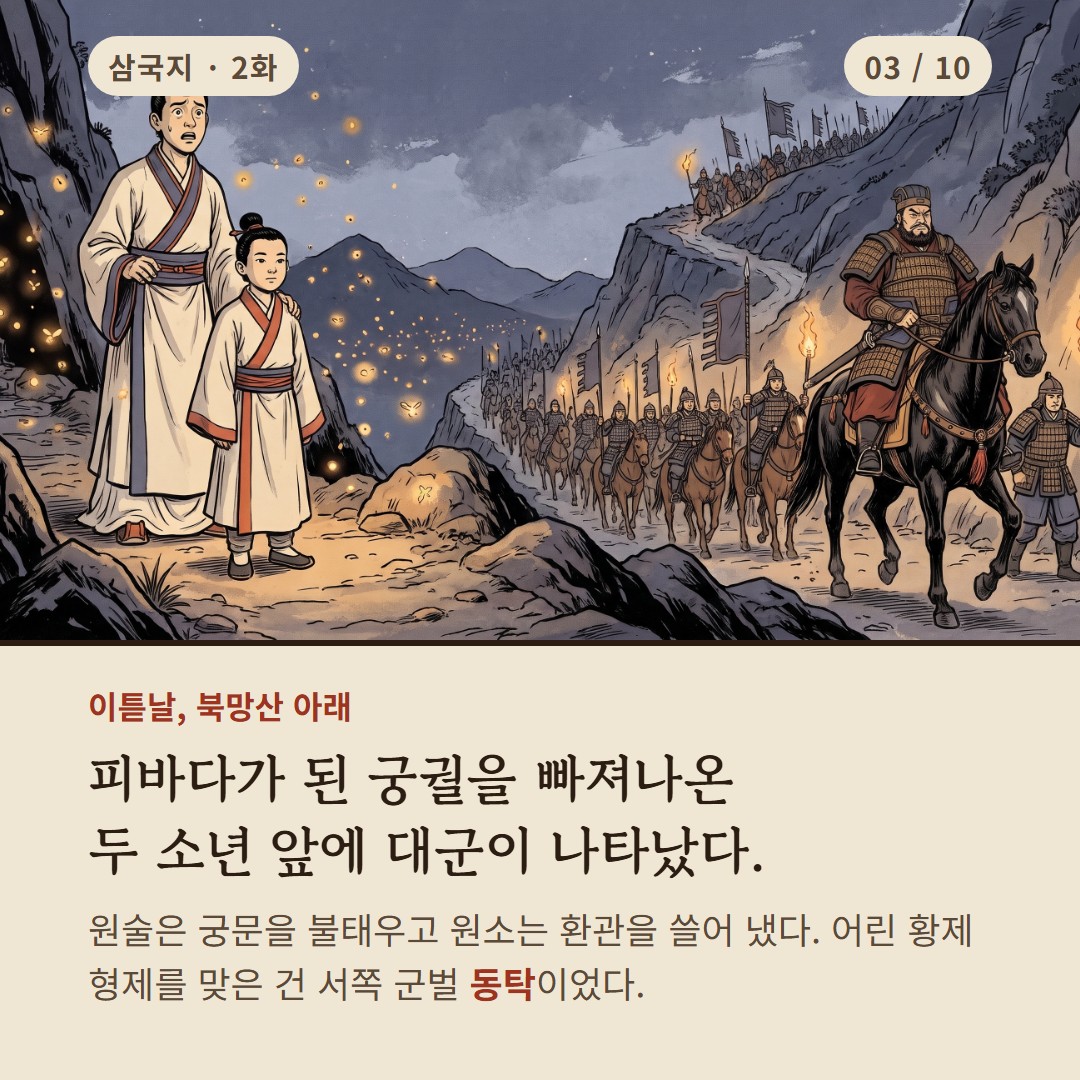 삼국지 · 2화
03 / 10
이튿날, 북망산 아래
피바다가 된 궁궐을 빠져나온
두 소년 앞에 대군이 나타났다.
원술은 궁문을 불태우고 원소는 환관을 쓸어 냈다. 어린 황제
형제를 맞은 건 서쪽 군벌 동탁이었다.